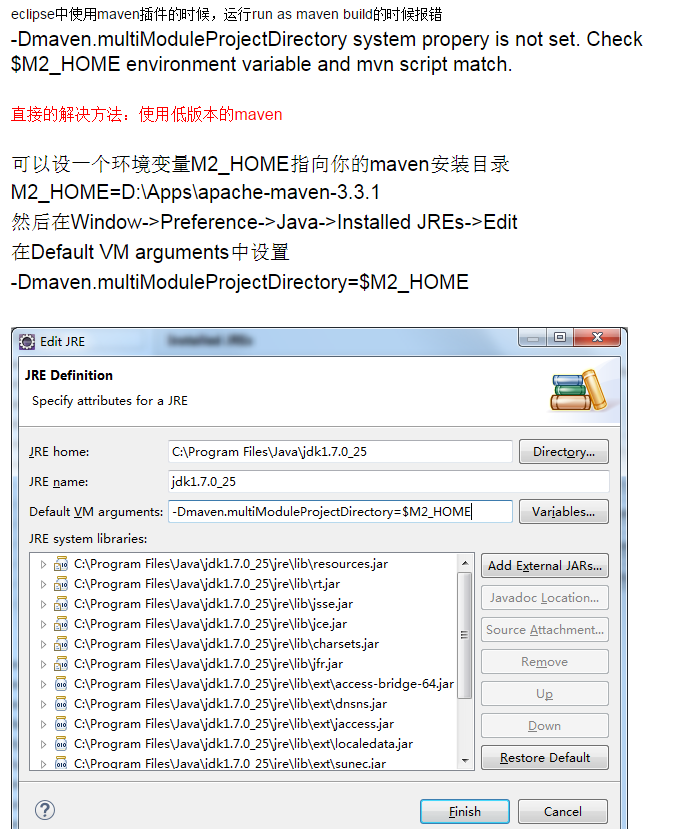 eclipse中使用maven插件的时候，运行run as maven build的时候报错
-Dmaven.multiModuleProjectDirectory system propery is not set. Check
$M2_HOME environment variable and mvn script match.
直接的解决方法：使用低版本的maven
可以设一个环境变量M2_HOME指向你的maven安装目录
M2_HOME=D:\Apps\apache-maven-3.3.1
然后在Window->Preference->Java->Installed JREs->Edit
在Default VM arguments中设置
-Dmaven.multiModuleProjectDirectory=$M2_HOME
Edit JRE
JRE Definition
Specify attributes for a JRE
JRE home:
C:\Program Files\Java\jdk1.7.0_25
Directory...
JRE name:
jdk1.7.0_25
Default VM arguments:
-Dmaven.multiModuleProjectDirectory=$M2_HOME
Variables...
JRE system libraries:
C:\Program Files\Java\jdk1.7.0_25\jre\lib\resources.jar
C:\Program Files\Java\jdk1.7.0_25\jre\lib\rt.jar
C:\Program Files\Java\jdk1.7.0_25\jre\lib\jsse.jar
C:\Program Files\Java\jdk1.7.0_25\jre\lib\jce.jar
C:\Program Files\Java\jdk1.7.0_25\jre\lib\charsets.jar
C:\Program Files\Java\jdk1.7.0_25\jre\lib\jfr.jar
C:\Program Files\Java\jdk1.7.0_25\jre\lib\ext\access-bridge-64.jar
C:\Program Files\Java\jdk1.7.0_25\jre\lib\ext\dnsns.jar
C:\Program Files\Java\jdk1.7.0_25\jre\lib\ext\jaccess.jar
C:\Program Files\Java\jdk1.7.0_25\jre\lib\ext\localedata.jar
C:\Program Files\Java\jdk1.7.0_25\jre\lib\ext\sunec.jar
Add External JARs...
Javadoc Location...
Source Attachment...
Remove
Up
Down
Restore Default
Finish
Cancel